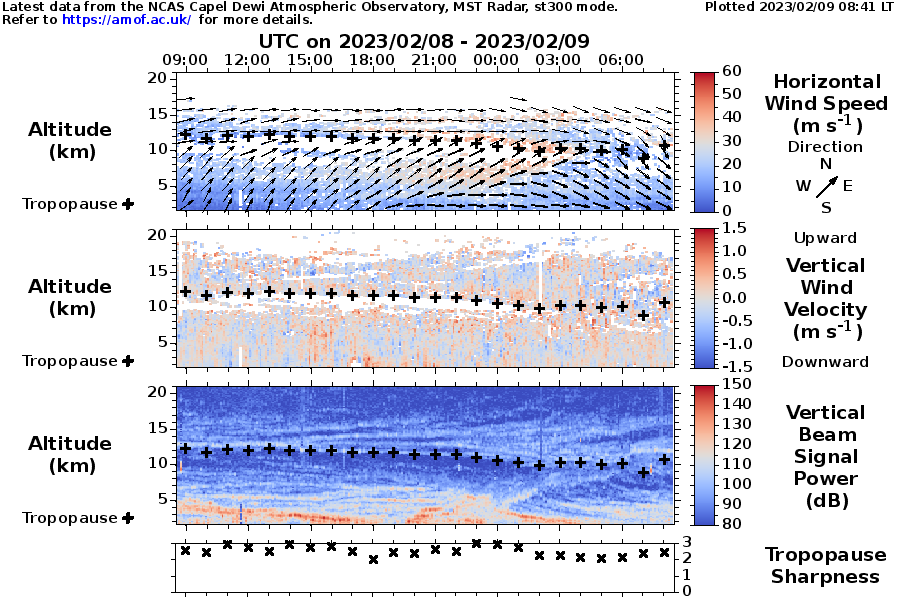 Latest data from the NCAS Capel Dewi Atmospheric Observatory, MST Radar, st300 mode.
Plotted 2023/02/09 08:41 LT
Refer to https://amof.ac.uk/ for more details.
UTC on 2023/02/08 - 2023/02/09
09:00 12:00 15:00 18:00 21:00 00:00 03:00 06:00
Altitude
(km)
Tropopause
20
15
10
5
60
50
40
30
20
10
0
Horizontal
Wind Speed
(m s-1)
Direction
N
W E
S
Altitude
(km)
Tropopause
20
15
10
5
1.5
1.0
0.5
0.0
-0.5
-1.0
-1.5
Upward
Vertical
Wind
Velocity
(m s-1)
Downward
Altitude
(km)
Tropopause
20
15
10
5
150
140
130
120
110
100
90
80
Vertical
Beam
Signal
Power
(dB)
3
2
1
0
Tropopause
Sharpness